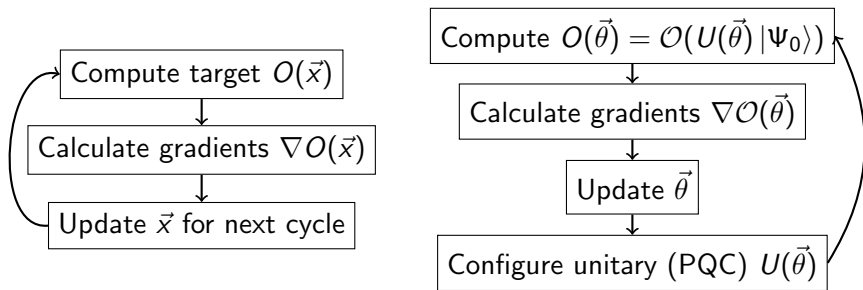 Compute target O(x⃗)
Calculate gradients ∇O(x⃗)
Update x⃗ for next cycle
Compute O(θ⃗) = 𝒪(U(θ⃗) |Ψ₀⟩)
Calculate gradients ∇𝒪(θ⃗)
Update θ⃗
Configure unitary (PQC) U(θ⃗)